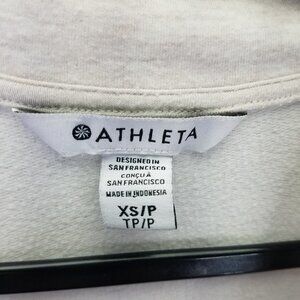 ATHLETA
DESIGNED IN
SAN FRANCISCO
CONÇU À
SAN FRANCISCO
MADE IN INDONESIA
XS/P
TP/P